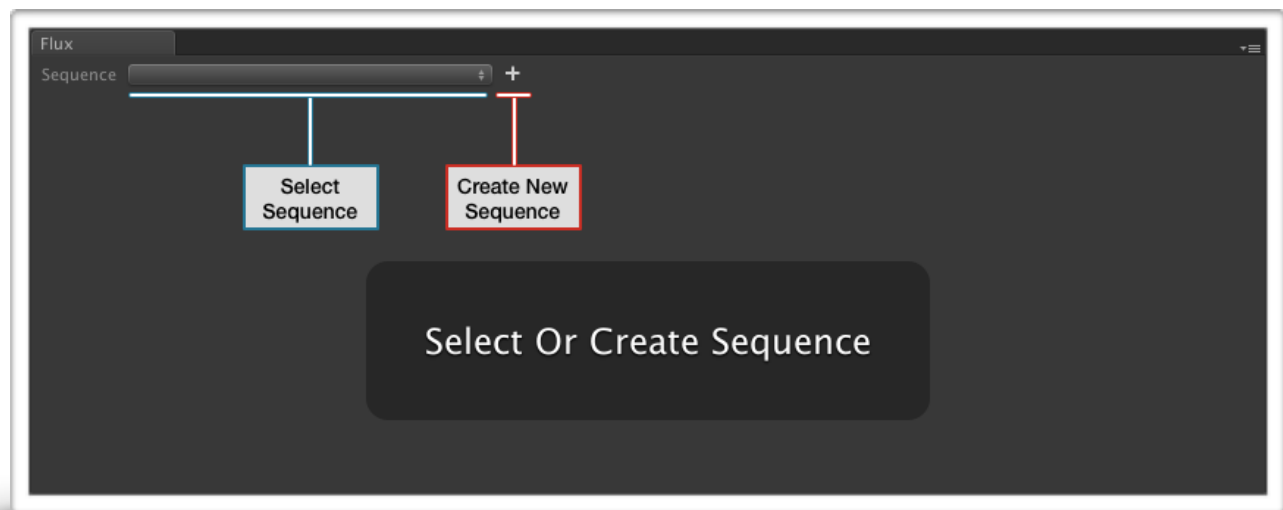 Flux
Sequence
Select
Sequence
Create New
Sequence
Select Or Create Sequence